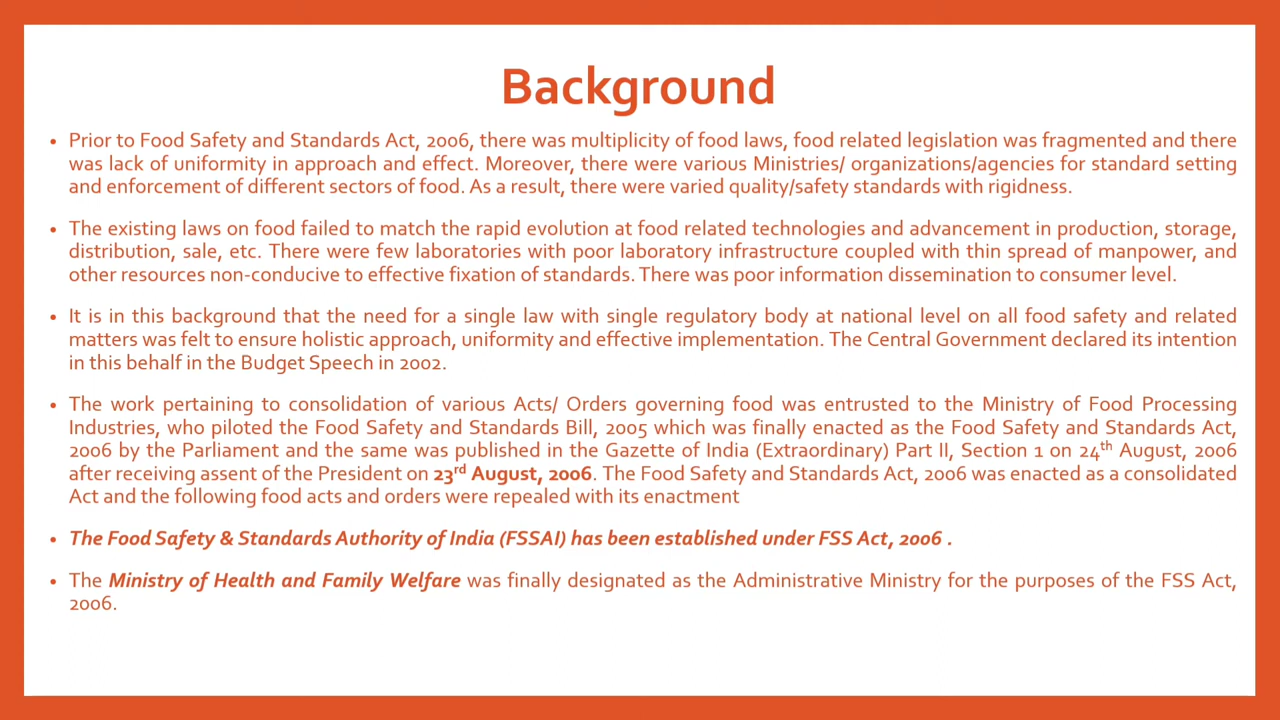 Background
• Prior to Food Safety and Standards Act, 2006, there was multiplicity of food laws, food related legislation was fragmented and there
was lack of uniformity in approach and effect. Moreover, there were various Ministries/ organizations/agencies for standard setting
and enforcement of different sectors of food. As a result, there were varied quality/safety standards with rigidness.
• The existing laws on food failed to match the rapid evolution at food related technologies and advancement in production, storage,
distribution, sale, etc. There were few laboratories with poor laboratory infrastructure coupled with thin spread of manpower, and
other resources non-conducive to effective fixation of standards. There was poor information dissemination to consumer level.
• It is in this background that the need for a single law with single regulatory body at national level on all food safety and related
matters was felt to ensure holistic approach, uniformity and effective implementation. The Central Government declared its intention
in this behalf in the Budget Speech in 2002.
• The work pertaining to consolidation of various Acts/ Orders governing food was entrusted to the Ministry of Food Processing
Industries, who piloted the Food Safety and Standards Bill, 2005 which was finally enacted as the Food Safety and Standards Act,
2006 by the Parliament and the same was published in the Gazette of India (Extraordinary) Part II, Section 1 on 24th August, 2006
after receiving assent of the President on 23rd August, 2006. The Food Safety and Standards Act, 2006 was enacted as a consolidated
Act and the following food acts and orders were repealed with its enactment
• The Food Safety & Standards Authority of India (FSSAI) has been established under FSS Act, 2006 .
• The Ministry of Health and Family Welfare was finally designated as the Administrative Ministry for the purposes of the FSS Act,
2006.